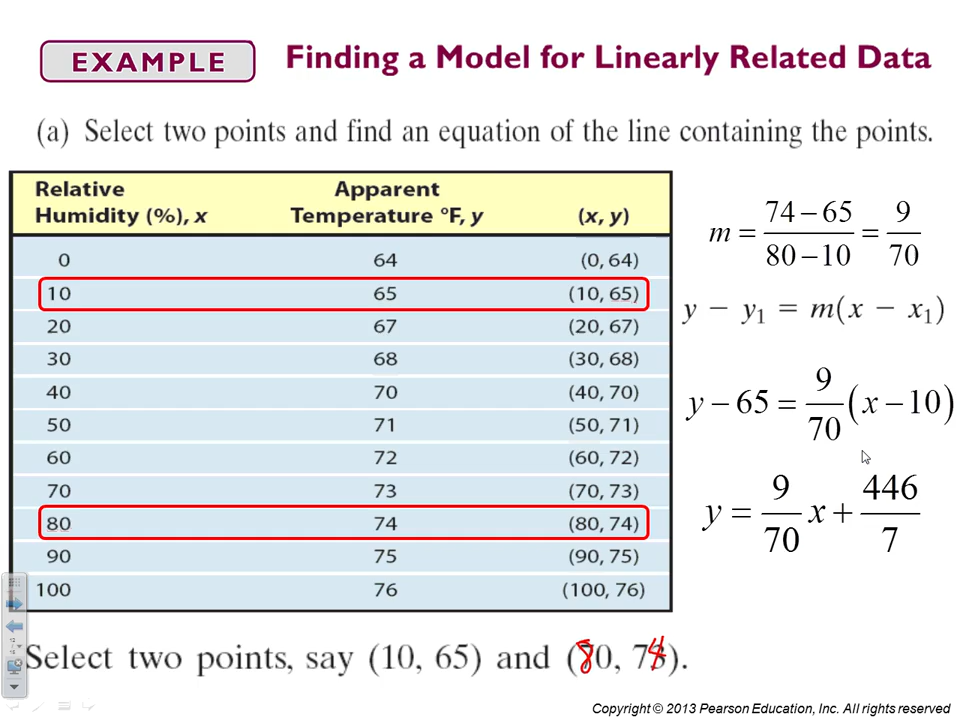 EXAMPLE Finding a Model for Linearly Related Data
(a) Select two points and find an equation of the line containing the points.
Relative Humidity (%), x Apparent Temperature °F, y (x, y)
0 64 (0, 64)
10 65 (10, 65)
20 67 (20, 67)
30 68 (30, 68)
40 70 (40, 70)
50 71 (50, 71)
60 72 (60, 72)
70 73 (70, 73)
80 74 (80, 74)
90 75 (90, 75)
100 76 (100, 76)
m = (74 − 65)/(80 − 10) = 9/70
y − y₁ = m(x − x₁)
y − 65 = 9/70 (x − 10)
y = 9/70 x + 446/7
Select two points, say (10, 65) and (80, 74).
Copyright © 2013 Pearson Education, Inc. All rights reserved